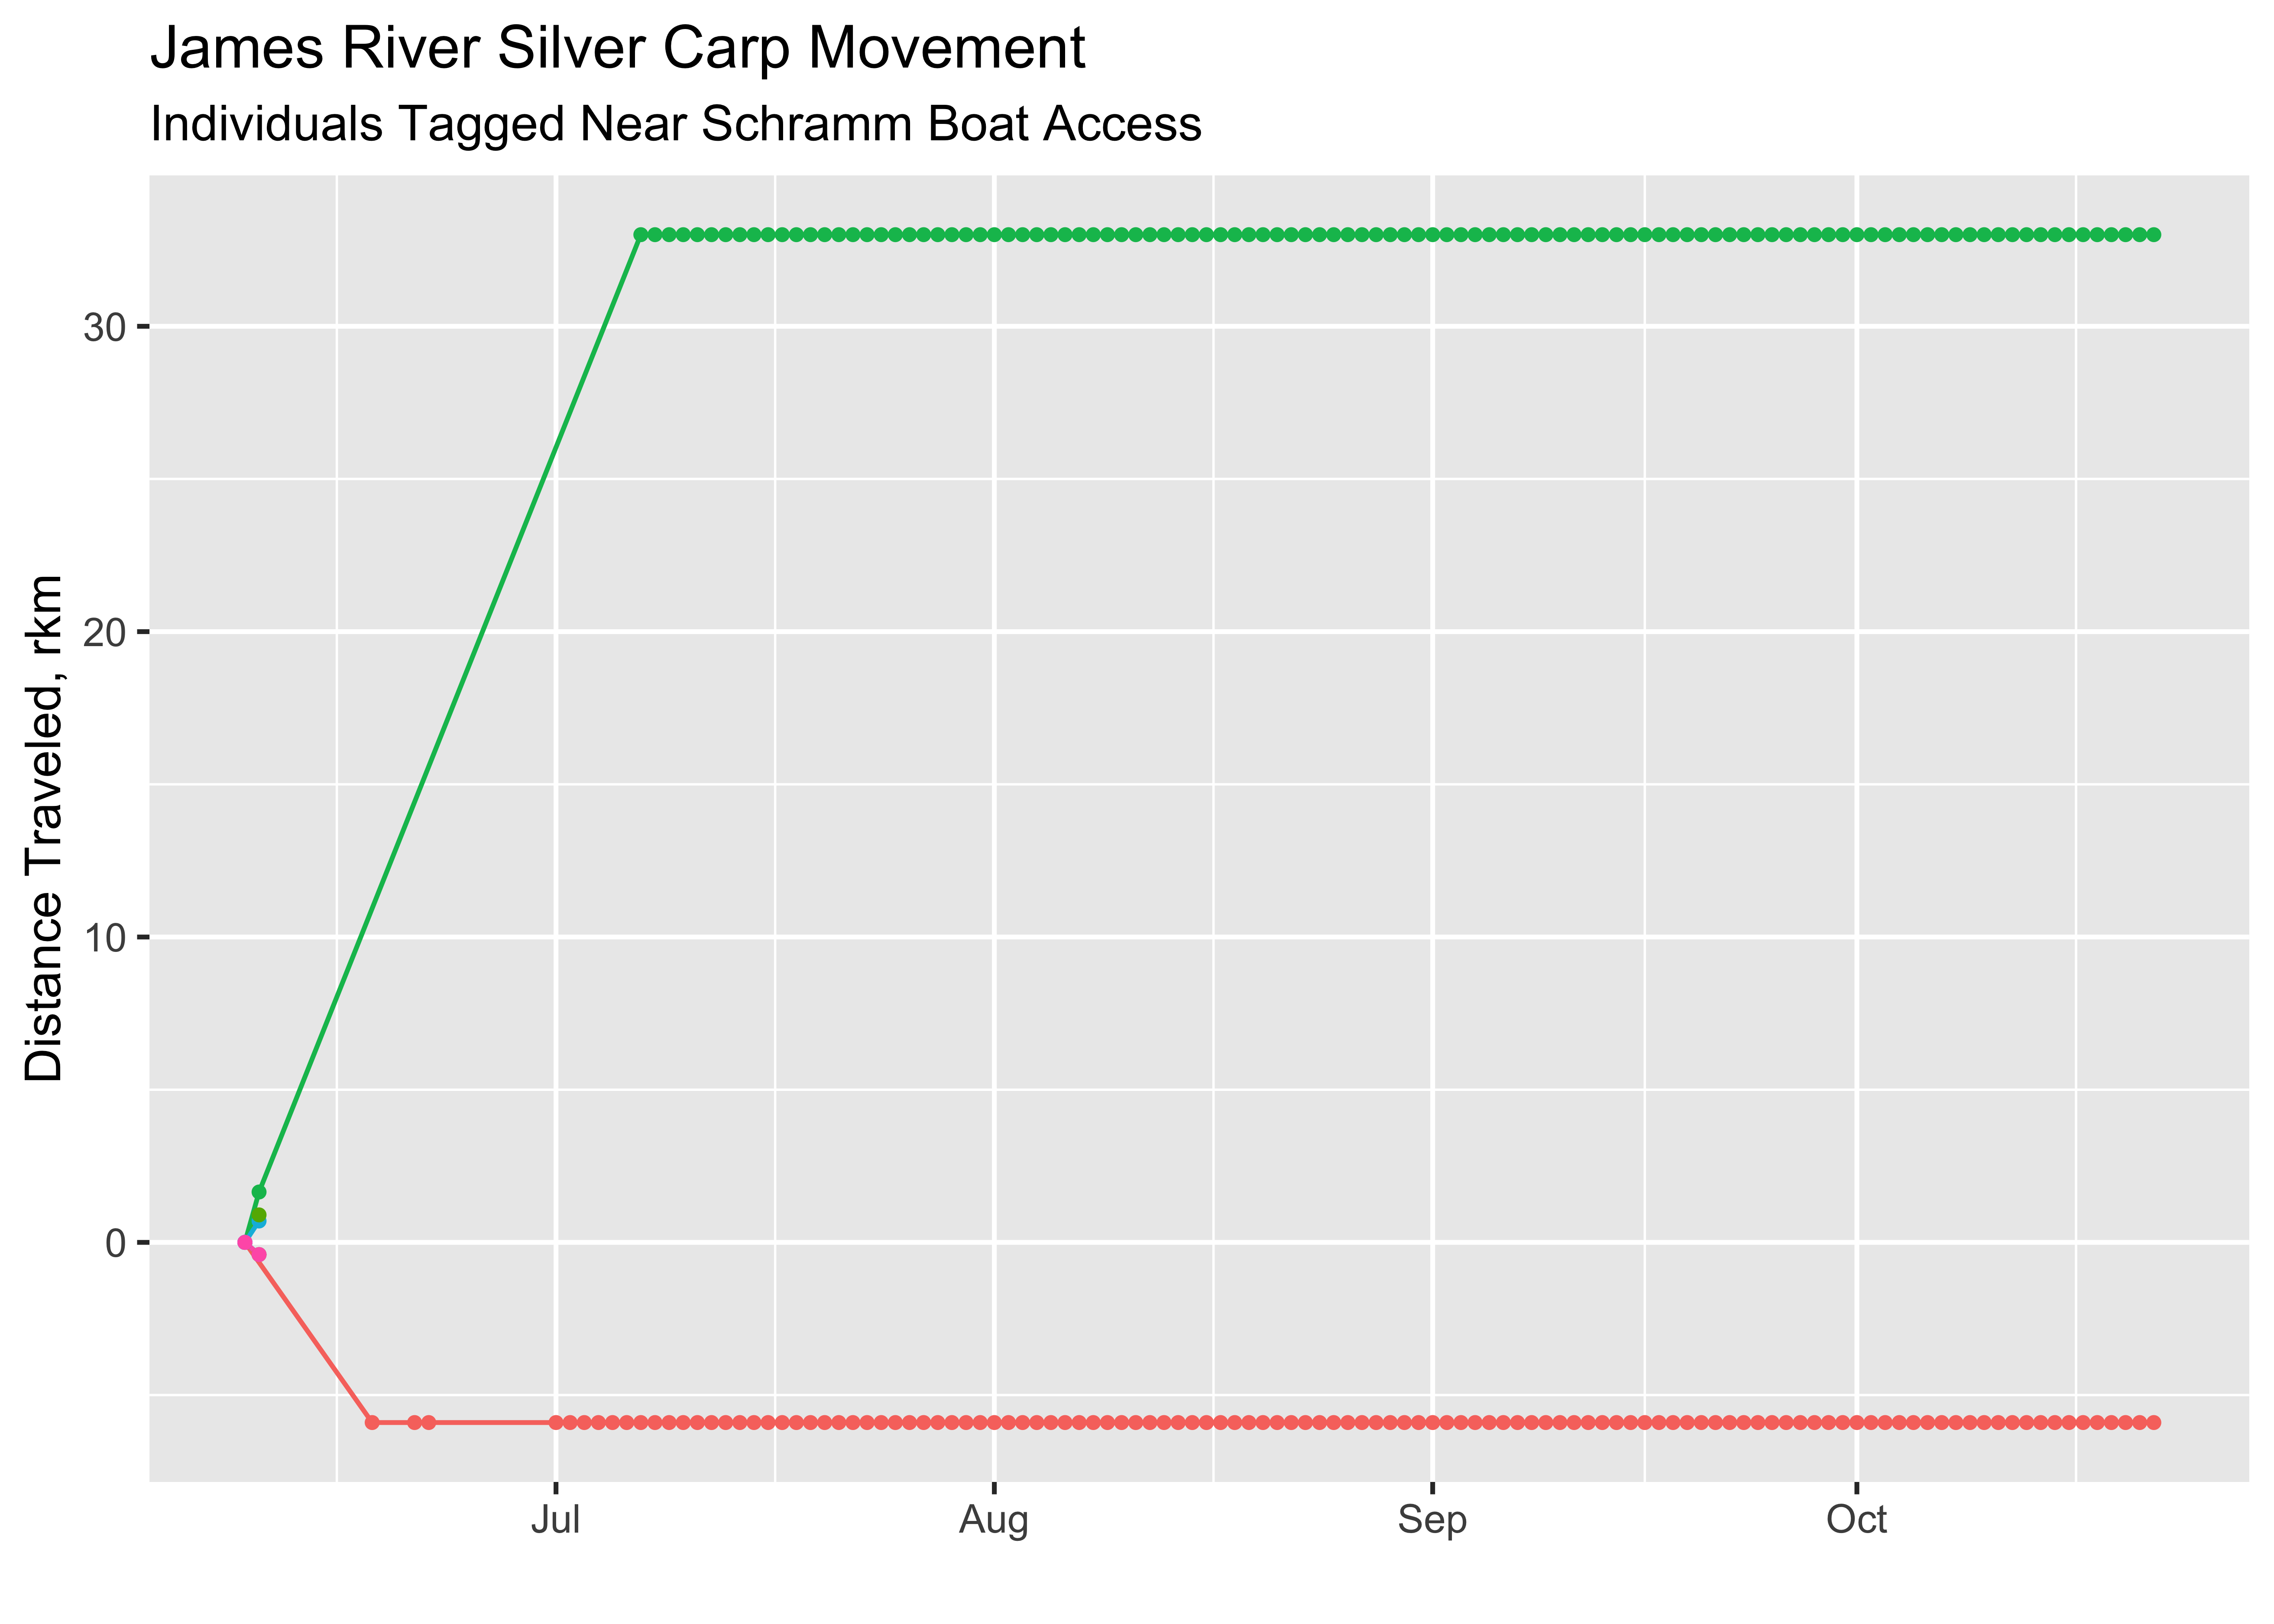 James River Silver Carp Movement
Individuals Tagged Near Schramm Boat Access
Distance Traveled, rkm
30
20
10
0
Jul Aug Sep Oct